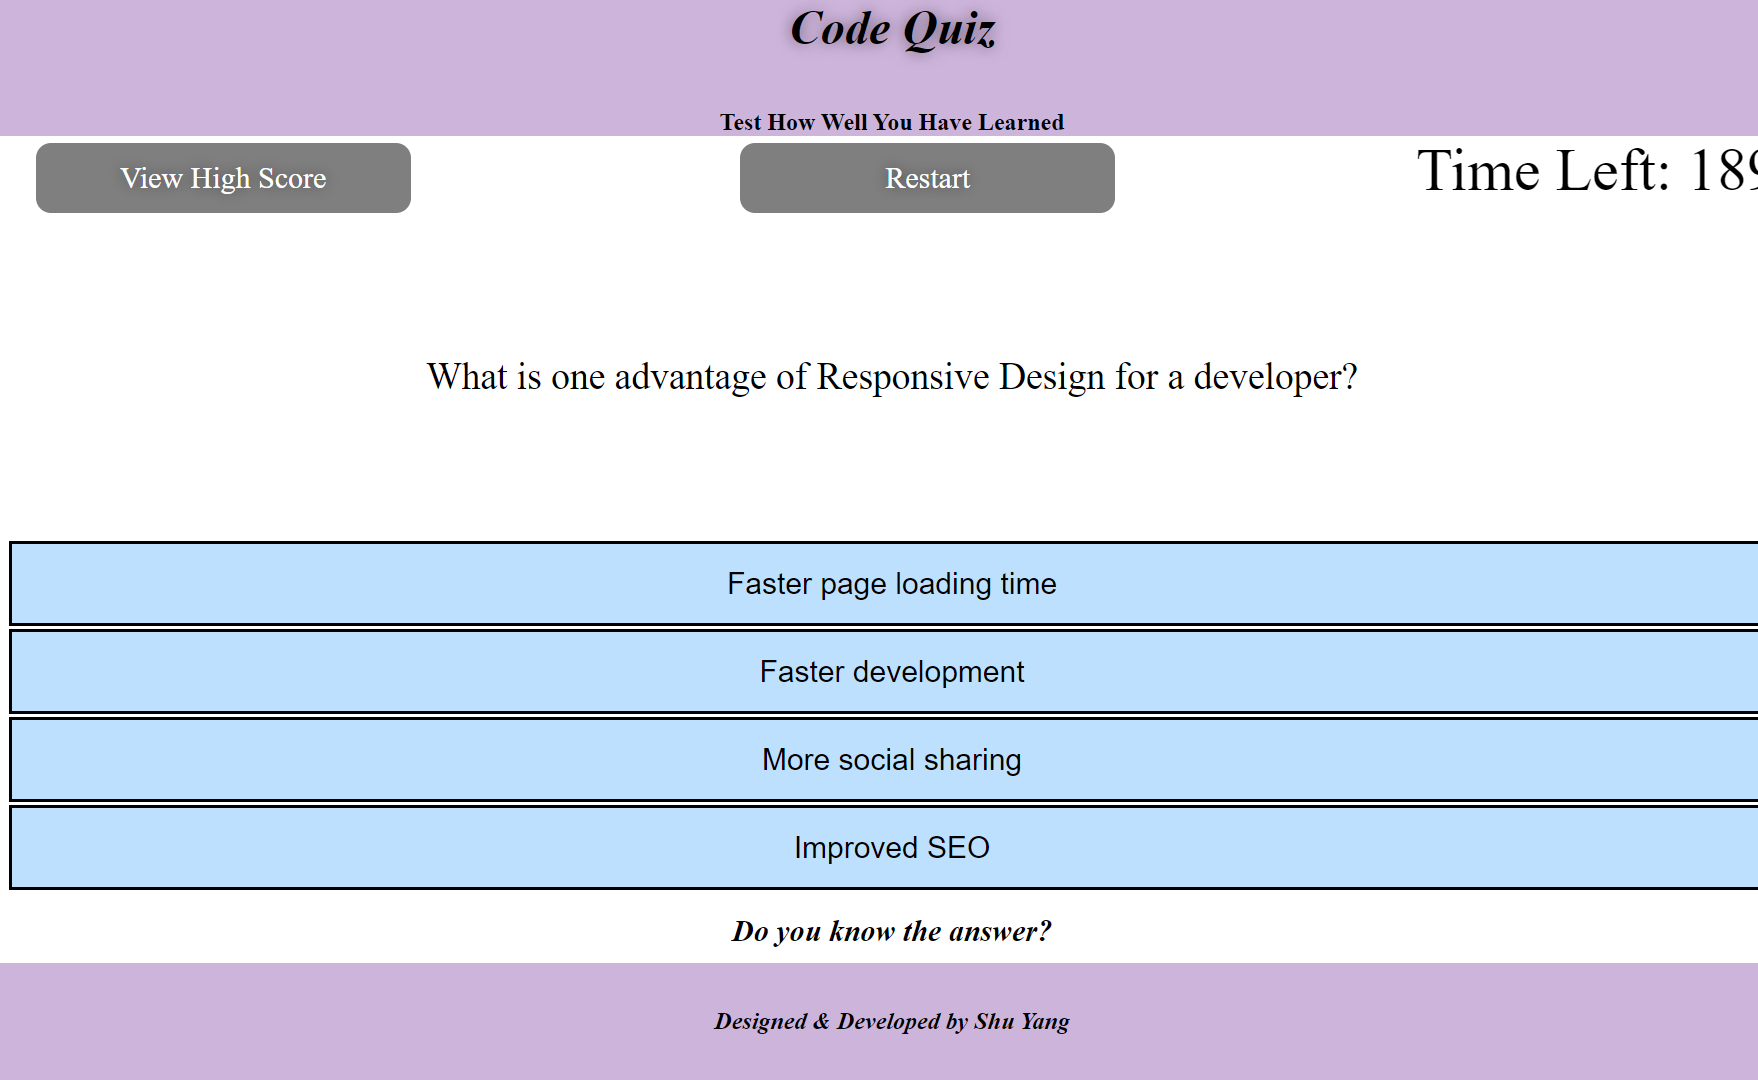 Code Quiz
Test How Well You Have Learned
View High Score
Restart
Time Left: 189
What is one advantage of Responsive Design for a developer?
Faster page loading time
Faster development
More social sharing
Improved SEO
Do you know the answer?
Designed & Developed by Shu Yang